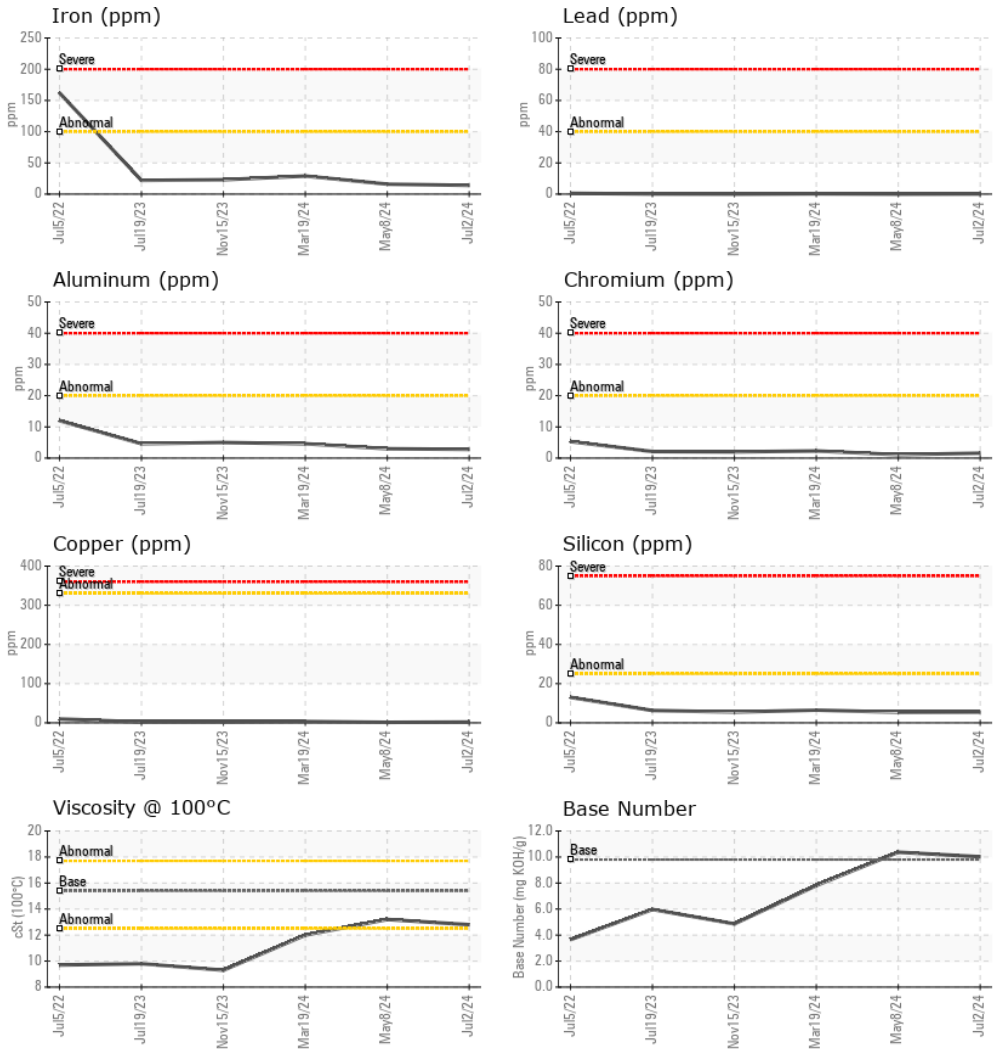 Iron (ppm)
250
200
150
100
50
0
ppm
Severe
Abnormal
Jul5/22
Jul19/23
Nov15/23
Mar19/24
May8/24
Jul2/24
Lead (ppm)
100
80
60
40
20
0
ppm
Severe
Abnormal
Jul5/22
Jul19/23
Nov15/23
Mar19/24
May8/24
Jul2/24
Aluminum (ppm)
50
40
30
20
10
0
ppm
Severe
Abnormal
Jul5/22
Jul19/23
Nov15/23
Mar19/24
May8/24
Jul2/24
Chromium (ppm)
50
40
30
20
10
0
ppm
Severe
Abnormal
Jul5/22
Jul19/23
Nov15/23
Mar19/24
May8/24
Jul2/24
Copper (ppm)
400
300
200
100
0
ppm
Severe
Abnormal
Jul5/22
Jul19/23
Nov15/23
Mar19/24
May8/24
Jul2/24
Silicon (ppm)
80
60
40
20
0
ppm
Severe
Abnormal
Jul5/22
Jul19/23
Nov15/23
Mar19/24
May8/24
Jul2/24
Viscosity @ 100°C
20
18
16
14
12
10
8
cSt (100°C)
Abnormal
Base
Abnormal
Jul5/22
Jul19/23
Nov15/23
Mar19/24
May8/24
Jul2/24
Base Number
12.0
10.0
8.0
6.0
4.0
2.0
0.0
Base Number (mg KOH/g)
Base
Jul5/22
Jul19/23
Nov15/23
Mar19/24
May8/24
Jul2/24